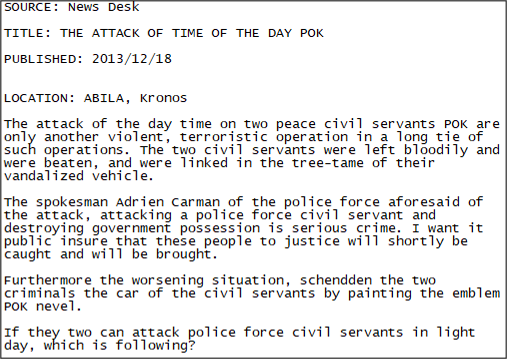 SOURCE: News Desk
TITLE: THE ATTACK OF TIME OF THE DAY POK
PUBLISHED: 2013/12/18
LOCATION: ABILA, Kronos
The attack of the day time on two peace civil servants POK are
only another violent, terroristic operation in a long tie of
such operations. The two civil servants were left bloodily and
were beaten, and were linked in the tree-tame of their
vandalized vehicle.
The spokesman Adrien Carman of the police force aforesaid of
the attack, attacking a police force civil servant and
destroying government possession is serious crime. I want it
public insure that these people to justice will shortly be
caught and will be brought.
Furthermore the worsening situation, schendden the two
criminals the car of the civil servants by painting the emblem
POK nevel.
If they two can attack police force civil servants in light
day, which is following?